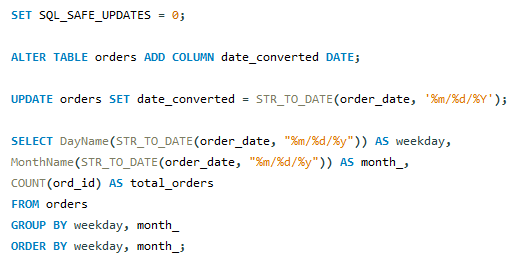 SET SQL_SAFE_UPDATES = 0;
ALTER TABLE orders ADD COLUMN date_converted DATE;
UPDATE orders SET date_converted = STR_TO_DATE(order_date, '%m/%d/%Y');
SELECT DayName(STR_TO_DATE(order_date, "%m/%d/%y")) AS weekday,
MonthName(STR_TO_DATE(order_date, "%m/%d/%y")) AS month_,
COUNT(ord_id) AS total_orders
FROM orders
GROUP BY weekday, month_
ORDER BY weekday, month_;